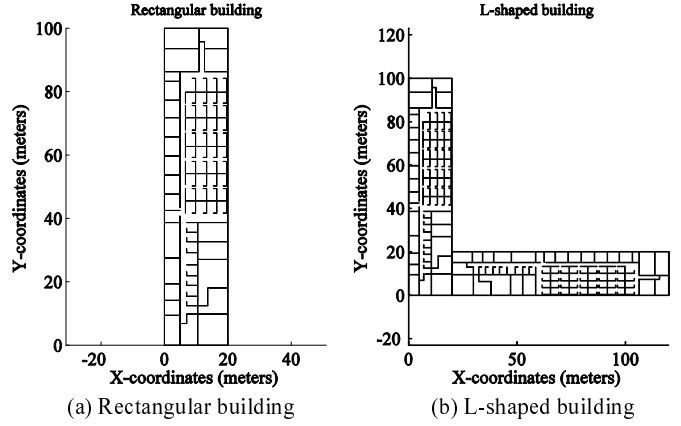 Rectangular building
L-shaped building
100
80
60
40
20
0
-20
0
20
40
Y-coordinates (meters)
X-coordinates (meters)
120
100
80
60
40
20
0
-20
0
50
100
Y-coordinates (meters)
X-coordinates (meters)
(a) Rectangular building
(b) L-shaped building